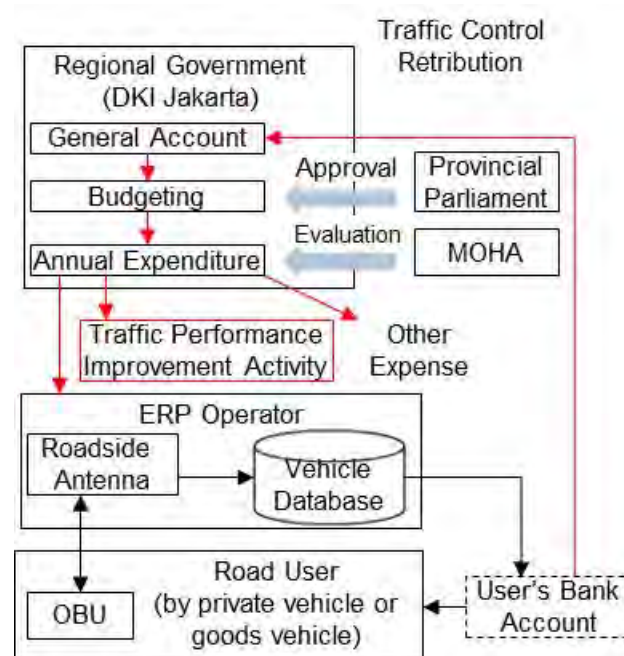 Traffic Control
Retribution
Regional Government
(DKI Jakarta)
General Account
Approval
Provincial
Parliament
Budgeting
Evaluation
MOHA
Annual Expenditure
Traffic Performance
Improvement Activity
Other
Expense
ERP Operator
Roadside
Antenna
Vehicle
Database
Road User
(by private vehicle or
goods vehicle)
OBU
User's Bank
Account